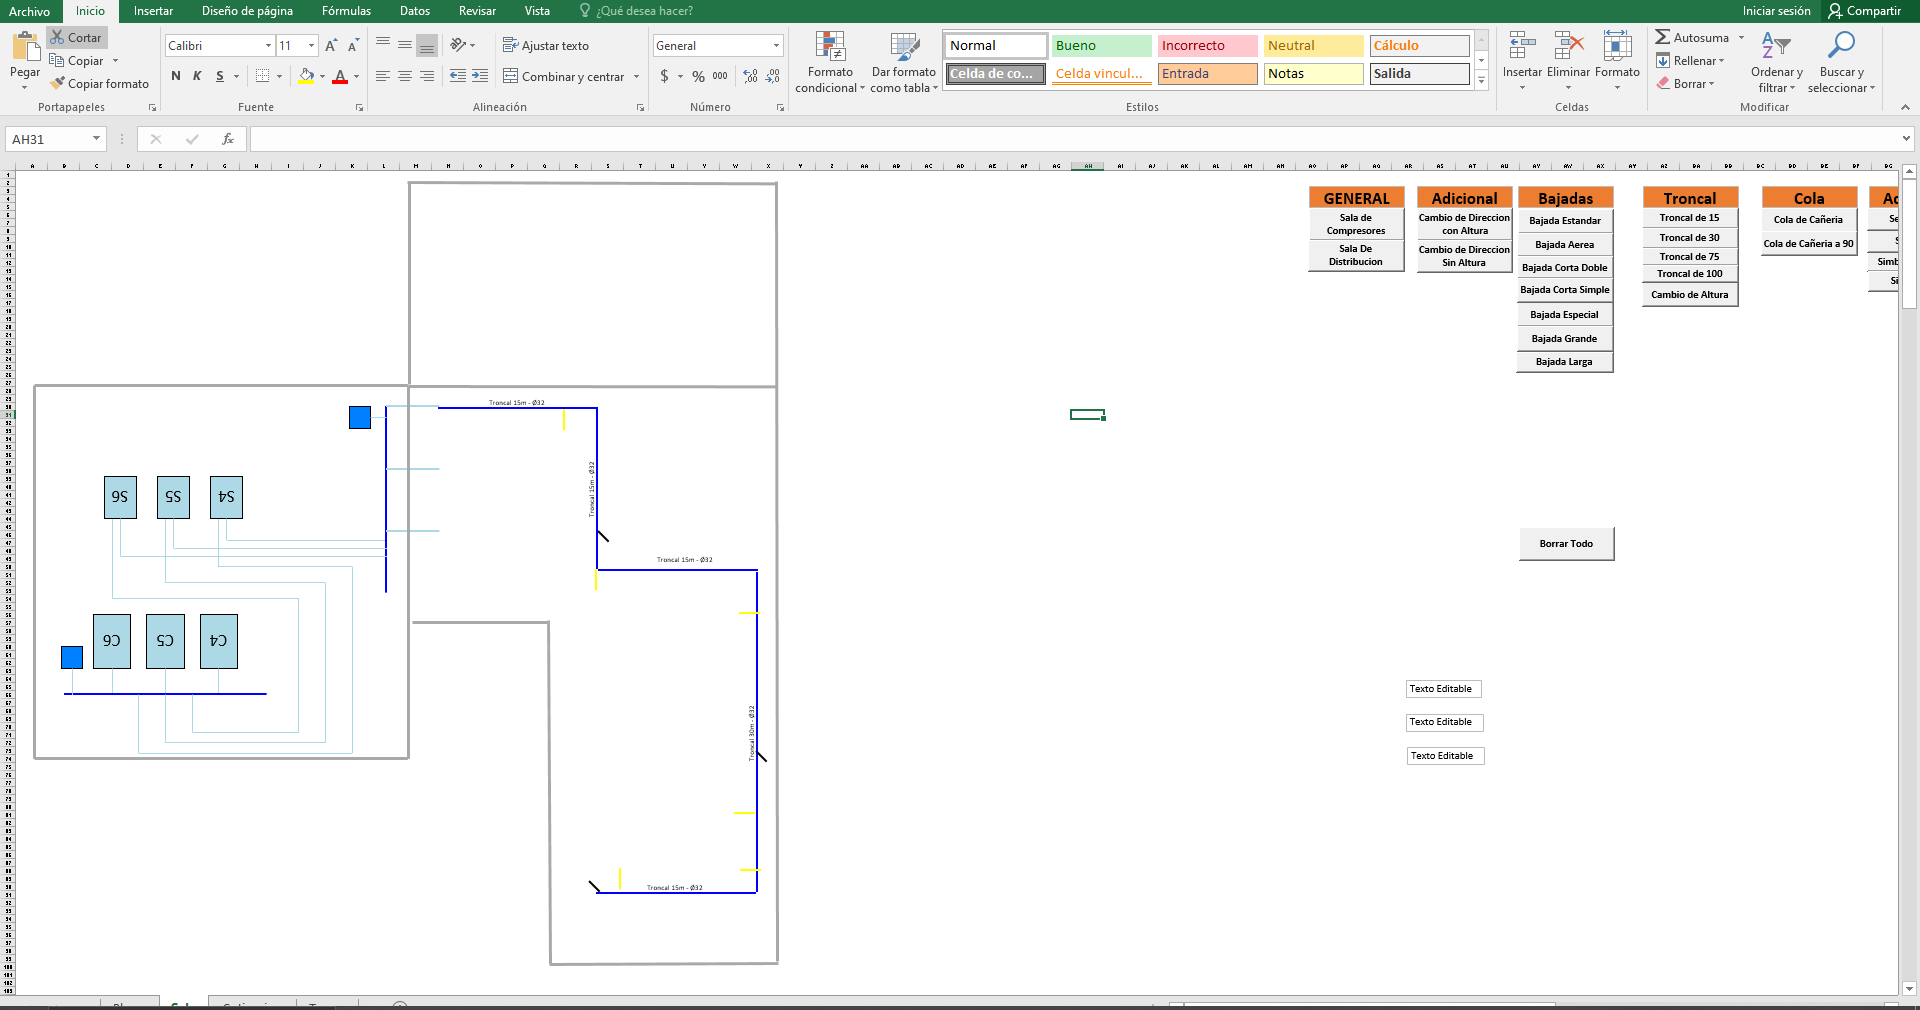 Archivo Inicio Insertar Diseño de página Fórmulas Datos Revisar Vista ¿Qué desea hacer? Iniciar sesión Compartir
Pegar
Cortar
Copiar
Copiar formato
Portapapeles
Calibri 11
N K S
Fuente
Ajustar texto
Combinar y centrar
Alineación
General
$ % 000
Número
Formato condicional
Dar formato como tabla
Normal Bueno Incorrecto Neutral Cálculo
Celda de co... Celda vincul... Entrada Notas Salida
Estilos
Insertar Eliminar Formato
Celdas
Autosuma
Rellenar
Borrar
Ordenar y filtrar
Buscar y seleccionar
Modificar
AH31
fx
GENERAL
Sala de
Compresores
Sala De
Distribucion
Adicional
Cambio de Direccion
con Altura
Cambio de Direccion
Sin Altura
Bajadas
Bajada Estandar
Bajada Aerea
Bajada Corta Doble
Bajada Corta Simple
Bajada Especial
Bajada Grande
Bajada Larga
Troncal
Troncal de 15
Troncal de 30
Troncal de 75
Troncal de 100
Cambio de Altura
Cola
Cola de Cañeria
Cola de Cañeria a 90
Ac
Se
S
Simb
Si
Troncal 15m - Ø32
Troncal 15m - Ø32
Troncal 15m - Ø32
Troncal 30m - Ø32
Troncal 15m - Ø32
S6 S5 S4
C6 C5 C4
Borrar Todo
Texto Editable
Texto Editable
Texto Editable